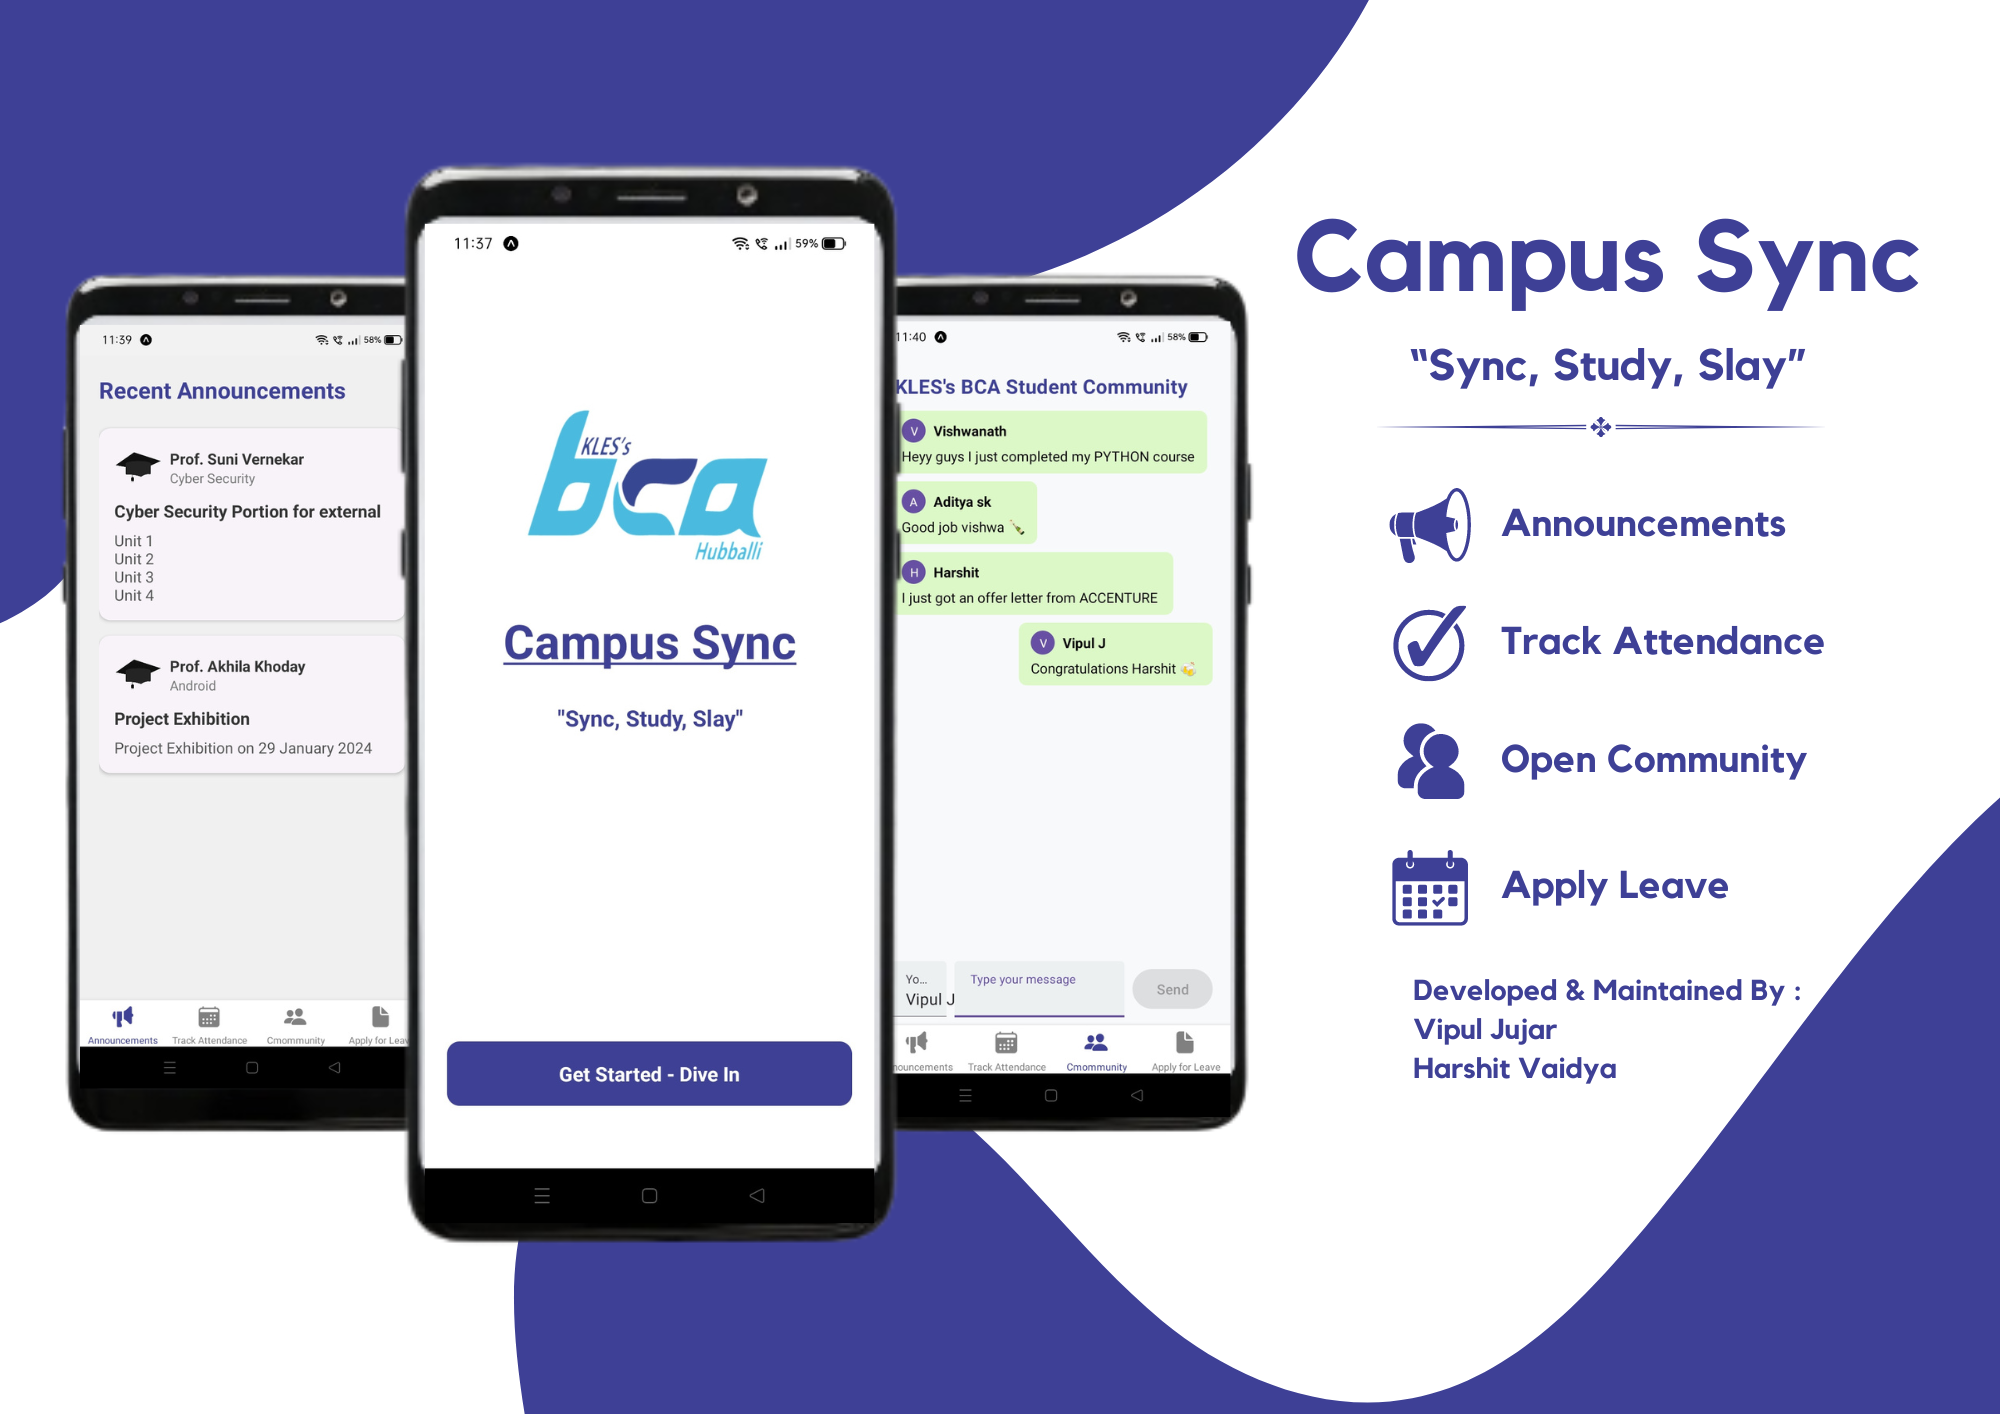 11:39
58%
Recent Announcements
Prof. Suni Vernekar
Cyber Security
Cyber Security Portion for external
Unit 1
Unit 2
Unit 3
Unit 4
Prof. Akhila Khoday
Android
Project Exhibition
Project Exhibition on 29 January 2024
Announcements Track Attendance Cmommunity Apply for Leav
11:37
59%
KLES's
bca
Hubballi
Campus Sync
"Sync, Study, Slay"
Get Started - Dive In
11:40
58%
KLES's BCA Student Community
V Vishwanath
Heyy guys I just completed my PYTHON course
A Aditya sk
Good job vishwa 🍾
H Harshit
I just got an offer letter from ACCENTURE
V Vipul J
Congratulations Harshit 🍻
Yo...
Vipul J
Type your message
Send
nouncements Track Attendance Cmommunity Apply for Leave
Campus Sync
“Sync, Study, Slay”
Announcements
Track Attendance
Open Community
Apply Leave
Developed & Maintained By :
Vipul Jujar
Harshit Vaidya